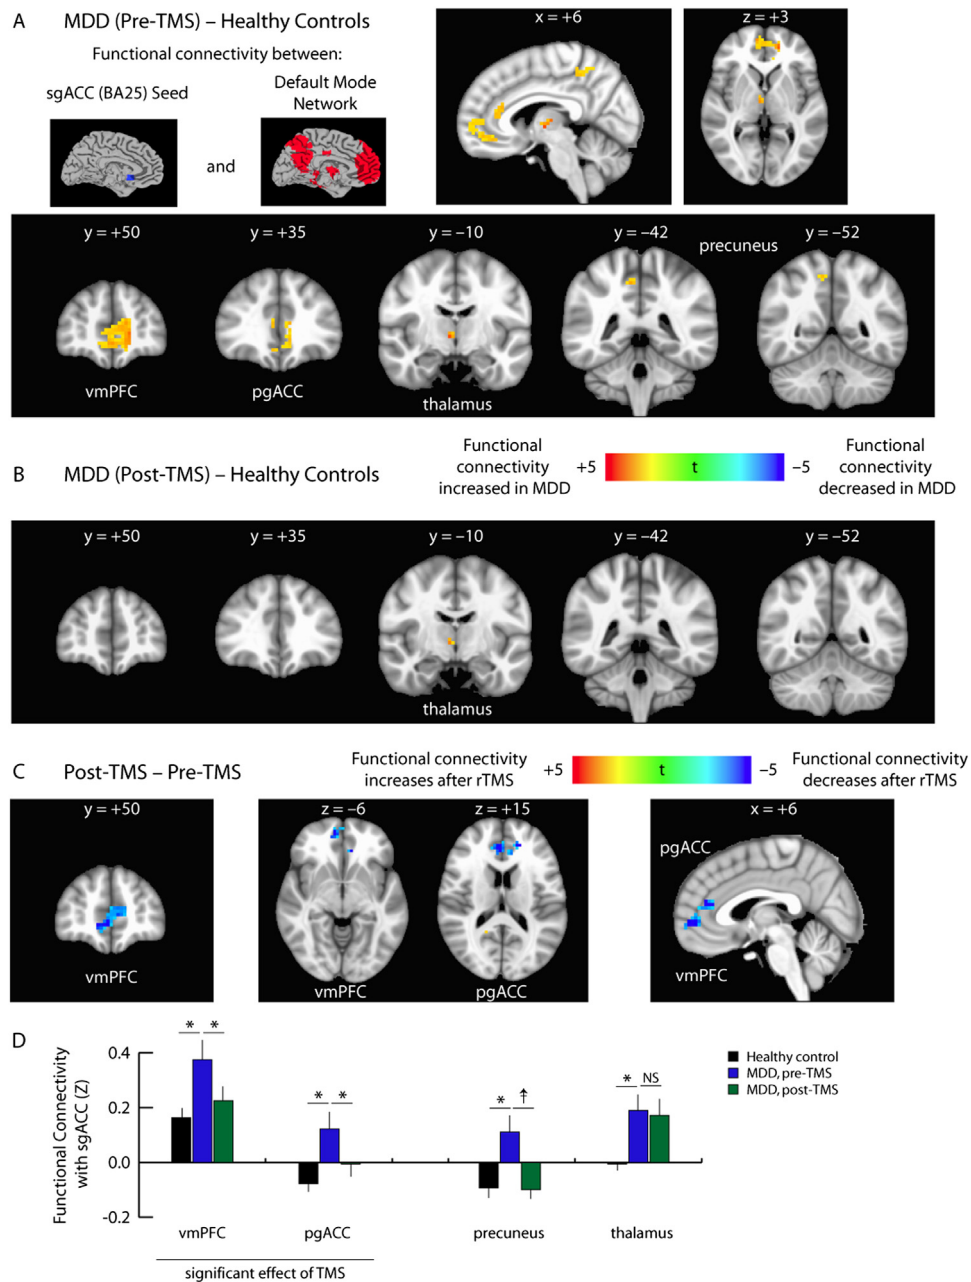 A MDD (Pre-TMS) – Healthy Controls
Functional connectivity between:
sgACC (BA25) Seed
and
Default Mode
Network
x = +6
z = +3
y = +50
y = +35
y = –10
y = –42
precuneus
y = –52
vmPFC
pgACC
thalamus
B MDD (Post-TMS) – Healthy Controls
Functional
connectivity
increased in MDD
+5
t
–5
Functional
connectivity
decreased in MDD
y = +50
y = +35
y = –10
y = –42
y = –52
thalamus
C Post-TMS – Pre-TMS
Functional connectivity
increases after rTMS
+5
t
–5
Functional connectivity
decreases after rTMS
y = +50
vmPFC
z = –6
z = +15
vmPFC
pgACC
x = +6
pgACC
vmPFC
D
Functional Connectivity
with sgACC (Z)
0.4
0.2
0.0
-0.2
* *
* *
* †
* NS
Healthy control
MDD, pre-TMS
MDD, post-TMS
vmPFC
pgACC
precuneus
thalamus
significant effect of TMS